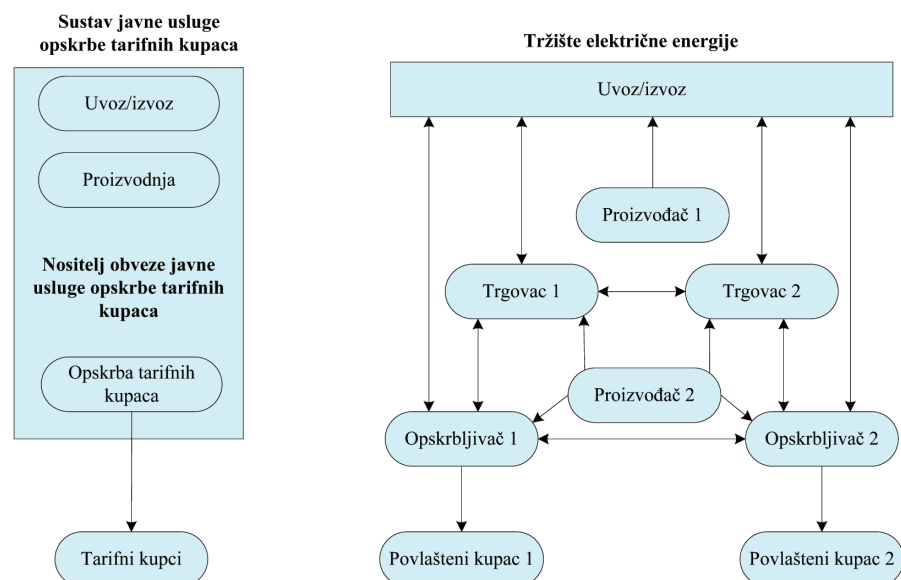 Sustav javne usluge
opskrbe tarifnih kupaca
Uvoz/izvoz
Proizvodnja
Nositelj obveze javne
usluge opskrbe tarifnih
kupaca
Opskrba tarifnih
kupaca
Tarifni kupci
Tržište električne energije
Uvoz/izvoz
Proizvođač 1
Trgovac 1
Trgovac 2
Proizvođač 2
Opskrbljivač 1
Opskrbljivač 2
Povlašteni kupac 1
Povlašteni kupac 2